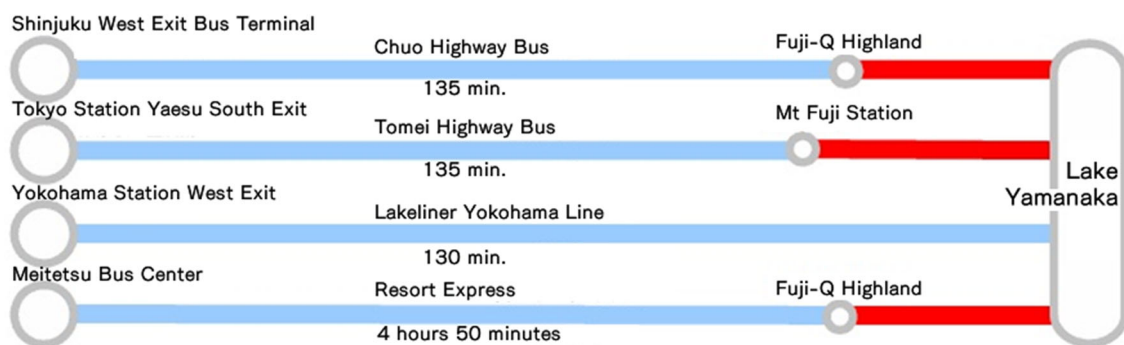 Shinjuku West Exit Bus Terminal
Chuo Highway Bus
Fuji-Q Highland
135 min.
Tokyo Station Yaesu South Exit
Tomei Highway Bus
Mt Fuji Station
135 min.
Yokohama Station West Exit
Lakeliner Yokohama Line
130 min.
Lake
Yamanaka
Meitetsu Bus Center
Resort Express
Fuji-Q Highland
4 hours 50 minutes